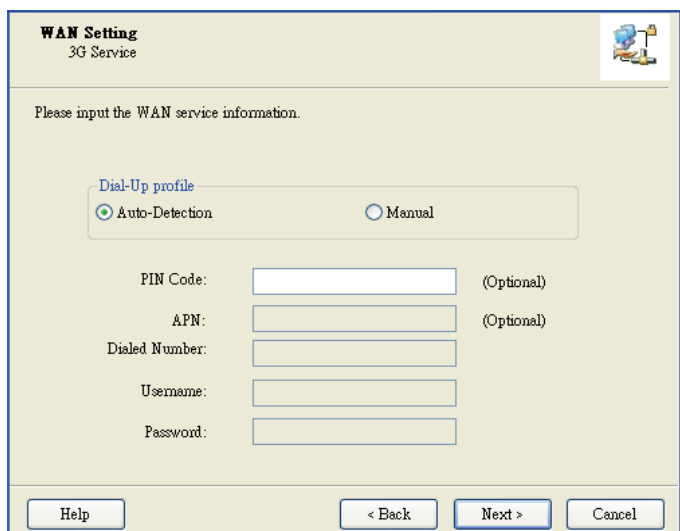 WAN Setting
3G Service
Please input the WAN service information.
Dial-Up profile
Auto-Detection Manual
PIN Code: (Optional)
APN: (Optional)
Dialed Number:
Username:
Password:
Help < Back Next > Cancel